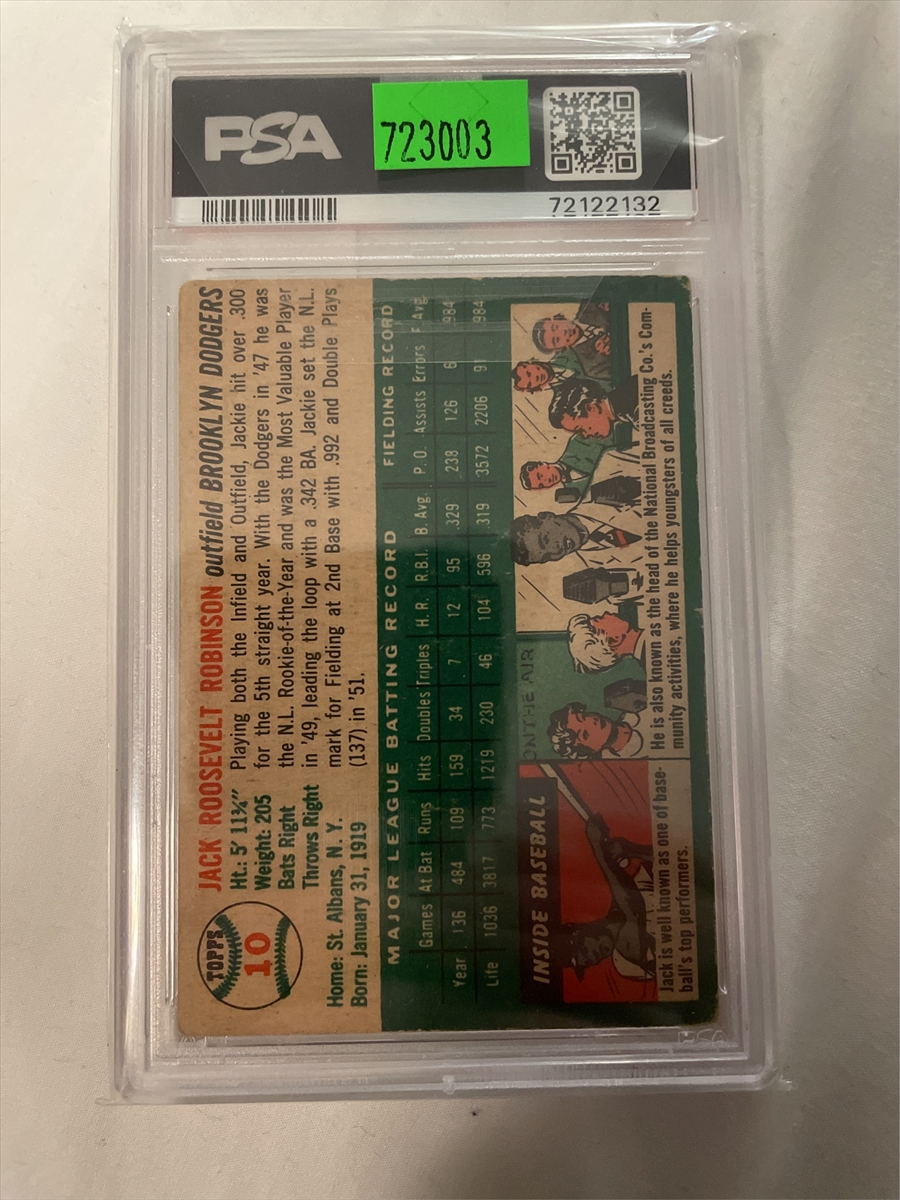 PSA
723003
72122132
TOPPS
10
JACK ROOSEVELT ROBINSON outfield BROOKLYN DODGERS
Ht.: 5' 11¾"
Weight: 205
Bats Right
Throws Right
Home: St. Albans, N. Y.
Born: January 31, 1919
Playing both the Infield and Outfield, Jackie hit over .300
for the 5th straight year. With the Dodgers in '47 he was
the N.L. Rookie-of-the-Year and was the Most Valuable Player
in '49, leading the loop with a .342 BA. Jackie set the N.L.
mark for Fielding at 2nd Base with .992 and Double Plays
(137) in '51.
MAJOR LEAGUE BATTING RECORD FIELDING RECORD
Games At Bat Runs Hits Doubles Triples H. R. R.B.I. B. Avg. P. O. Assists Errors F. Avg.
Year 136 484 109 159 34 7 12 95 .329 238 126 6 .984
Life 1036 3817 773 1219 230 46 104 596 .319 3572 2206 91 .984
INSIDE BASEBALL
Jack is well known as one of base-
ball's top performers.
ON THE AIR
He is also known as the head of the National Broadcasting Co.'s Com-
munity activities, where he helps youngsters of all creeds.
PSA